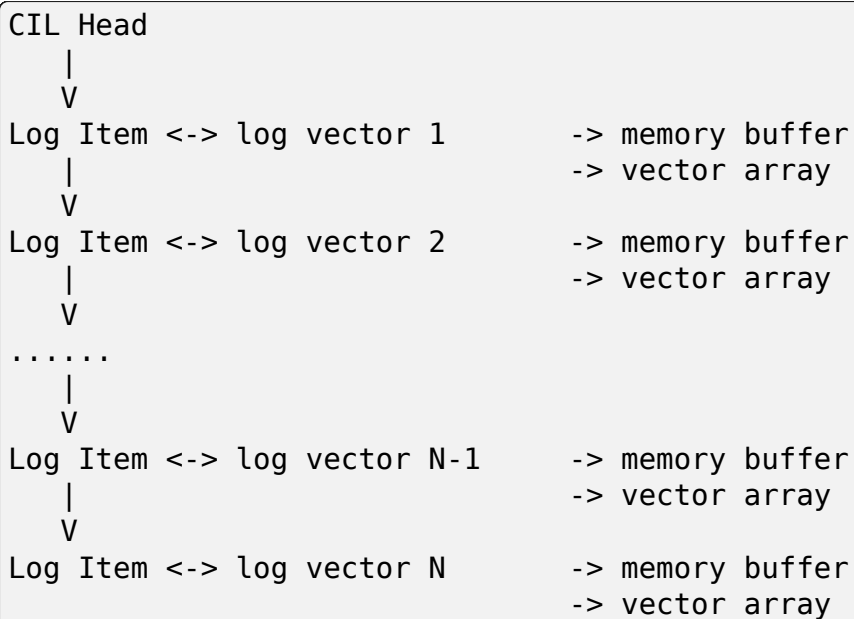 CIL Head
   |
   V
Log Item <-> log vector 1       -> memory buffer
   |                            -> vector array
   V
Log Item <-> log vector 2       -> memory buffer
   |                            -> vector array
   V
......
   |
   V
Log Item <-> log vector N-1     -> memory buffer
   |                            -> vector array
   V
Log Item <-> log vector N       -> memory buffer
                                -> vector array